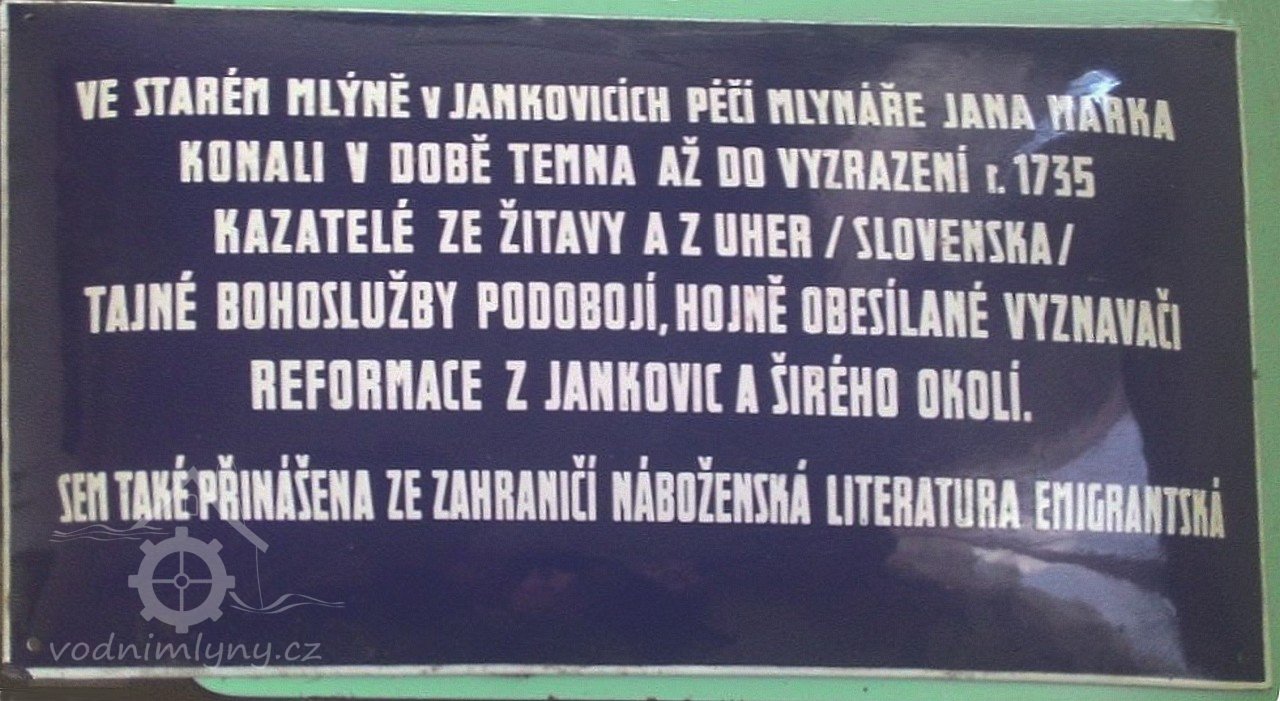 VE STARÉM MLÝNĚ V JANKOVICÍCH PÉČÍ MLYNÁŘE JANA MARKA
KONALI V DOBĚ TEMNA AŽ DO VYZRAZENÍ r. 1735
KAZATELÉ ZE ŽITAVY A Z UHER /SLOVENSKA/
TAJNÉ BOHOSLUŽBY PODOBOJÍ, HOJNĚ OBESÍLANÉ VYZNAVAČI
REFORMACE Z JANKOVIC A ŠIRÉHO OKOLÍ.
SEM TAKÉ PŘINÁŠENA ZE ZAHRANIČÍ NÁBOŽENSKÁ LITERATURA EMIGRANTSKÁ
vodnimlyny.cz